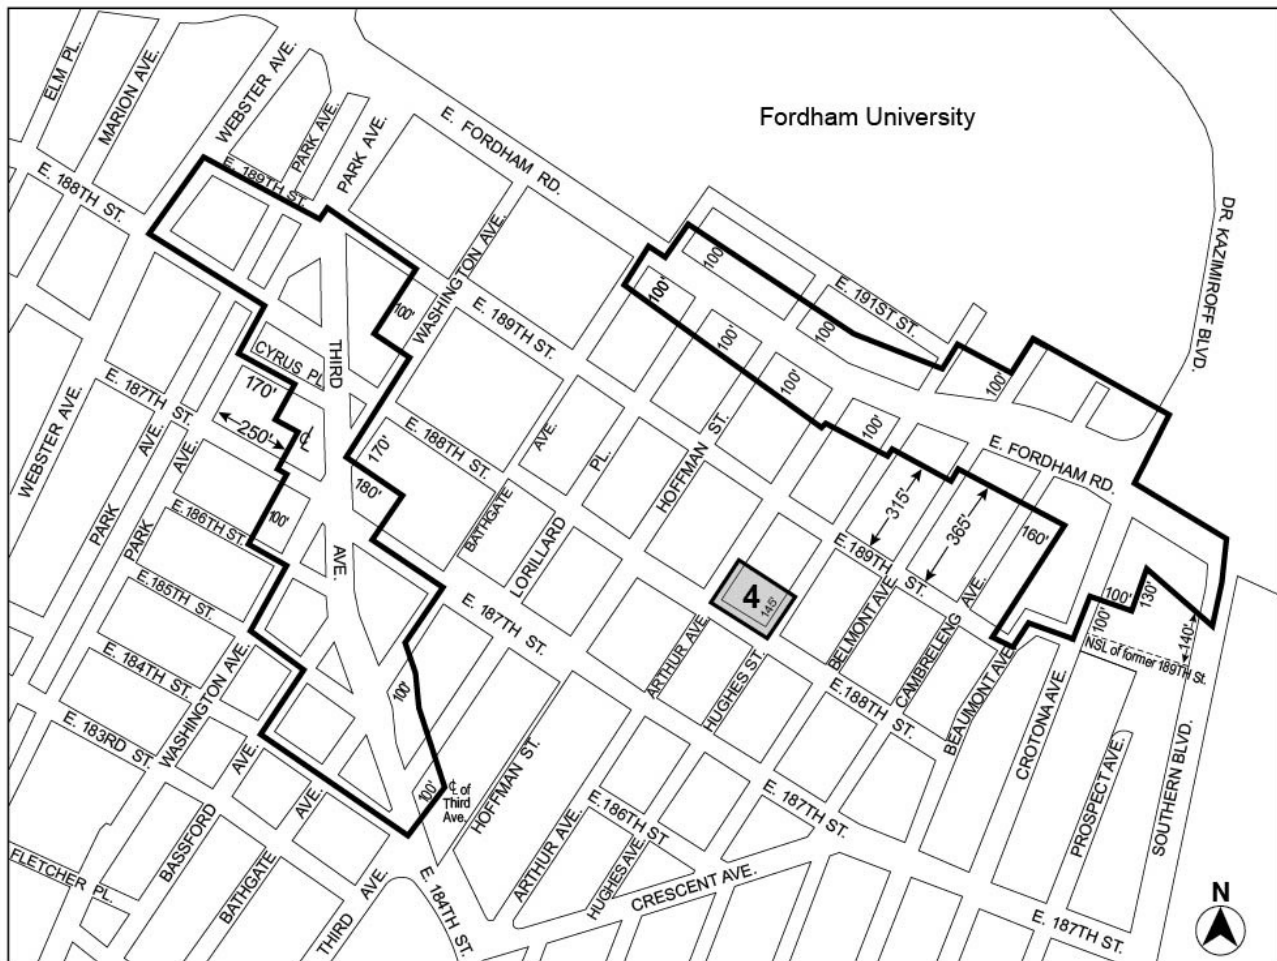 Fordham University
ELM PL.
MARION AVE.
WEBSTER AVE.
PARK AVE.
PARK AVE.
E. FORDHAM RD.
E. 188TH ST.
E. 189TH ST.
WASHINGTON AVE.
DR. KAZIMIROFF BLVD.
100'
100'
100'
100'
100'
E. 191ST ST.
100'
E. 189TH ST.
THIRD
CYRUS PL.
170'
250'
℄
100'
100'
100'
E. FORDHAM RD.
E. 187TH ST.
WEBSTER AVE.
PARK AVE.
PARK AVE.
170'
E. 188TH ST.
AVE.
PL.
HOFFMAN ST.
180'
100'
315'
365'
160'
E. 186TH ST.
AVE.
BATHGATE
LORILLARD
E. 189TH ST.
E. 185TH ST.
4
145'
E. 187TH ST.
BELMONT AVE.
CAMBRELENG AVE.
100'
100'
130'
140'
NSL of former 189TH St.
E. 184TH ST.
WASHINGTON AVE.
100'
ARTHUR AVE.
HUGHES ST.
E. 188TH ST.
BEAUMONT AVE.
CROTONA AVE.
E. 183RD ST.
AVE.
AVE.
100'
℄ of
Third
Ave.
HOFFMAN ST.
E. 186TH ST
E. 187TH ST.
PROSPECT AVE.
SOUTHERN BLVD.
FLETCHER PL.
BASSFORD
BATHGATE
THIRD AVE.
E. 184TH ST.
ARTHUR AVE.
HUGHES AVE.
CRESCENT AVE.
E. 187TH ST.
N